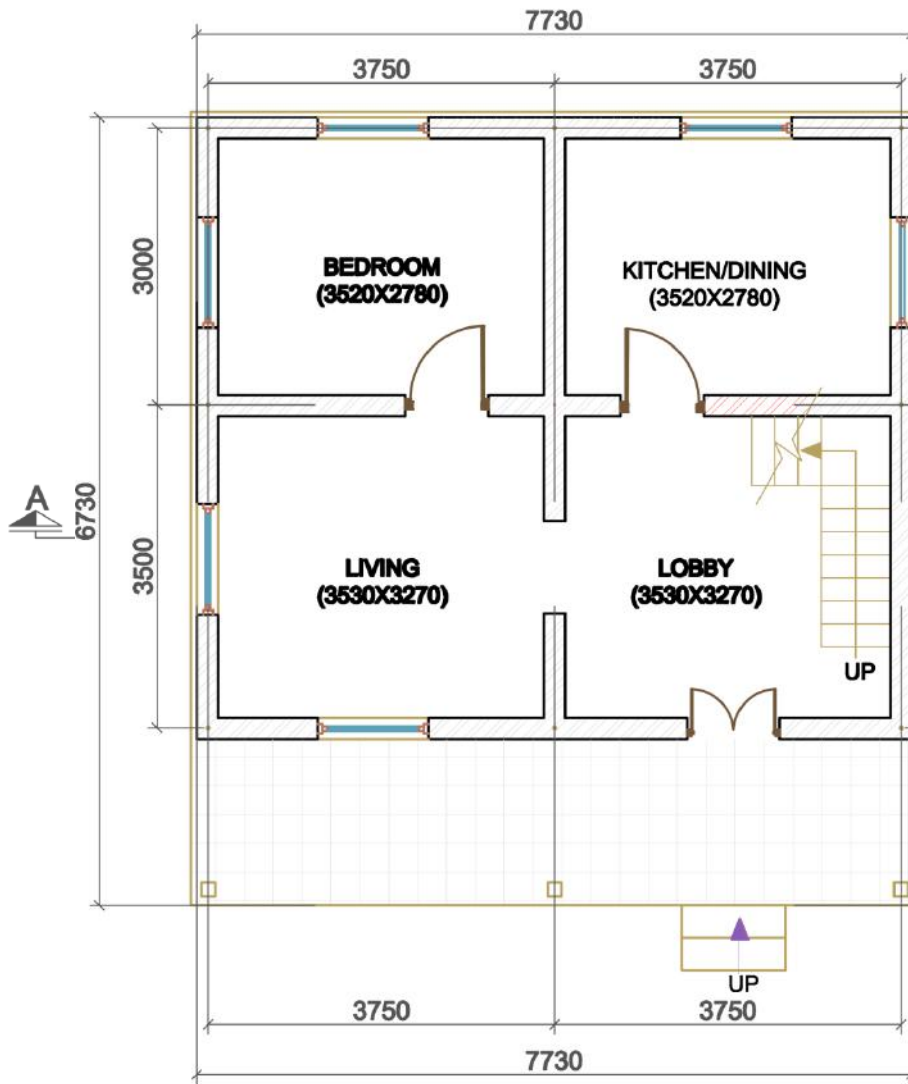 7730
3750
3750
3000
BEDROOM
(3520X2780)
KITCHEN/DINING
(3520X2780)
A
6730
3500
LIVING
(3530X3270)
LOBBY
(3530X3270)
UP
UP
3750
3750
7730